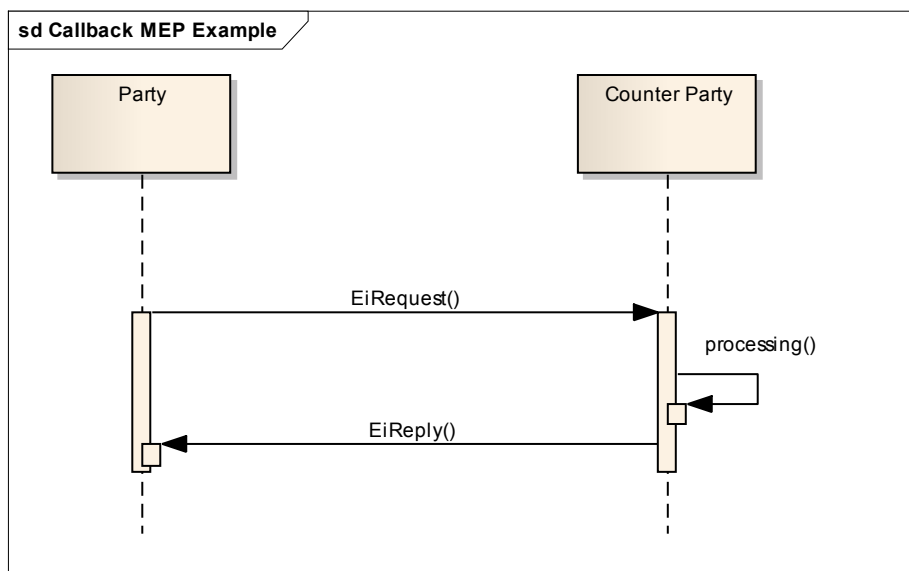 sd Callback MEP Example
Party
Counter Party
EiRequest()
processing()
EiReply()